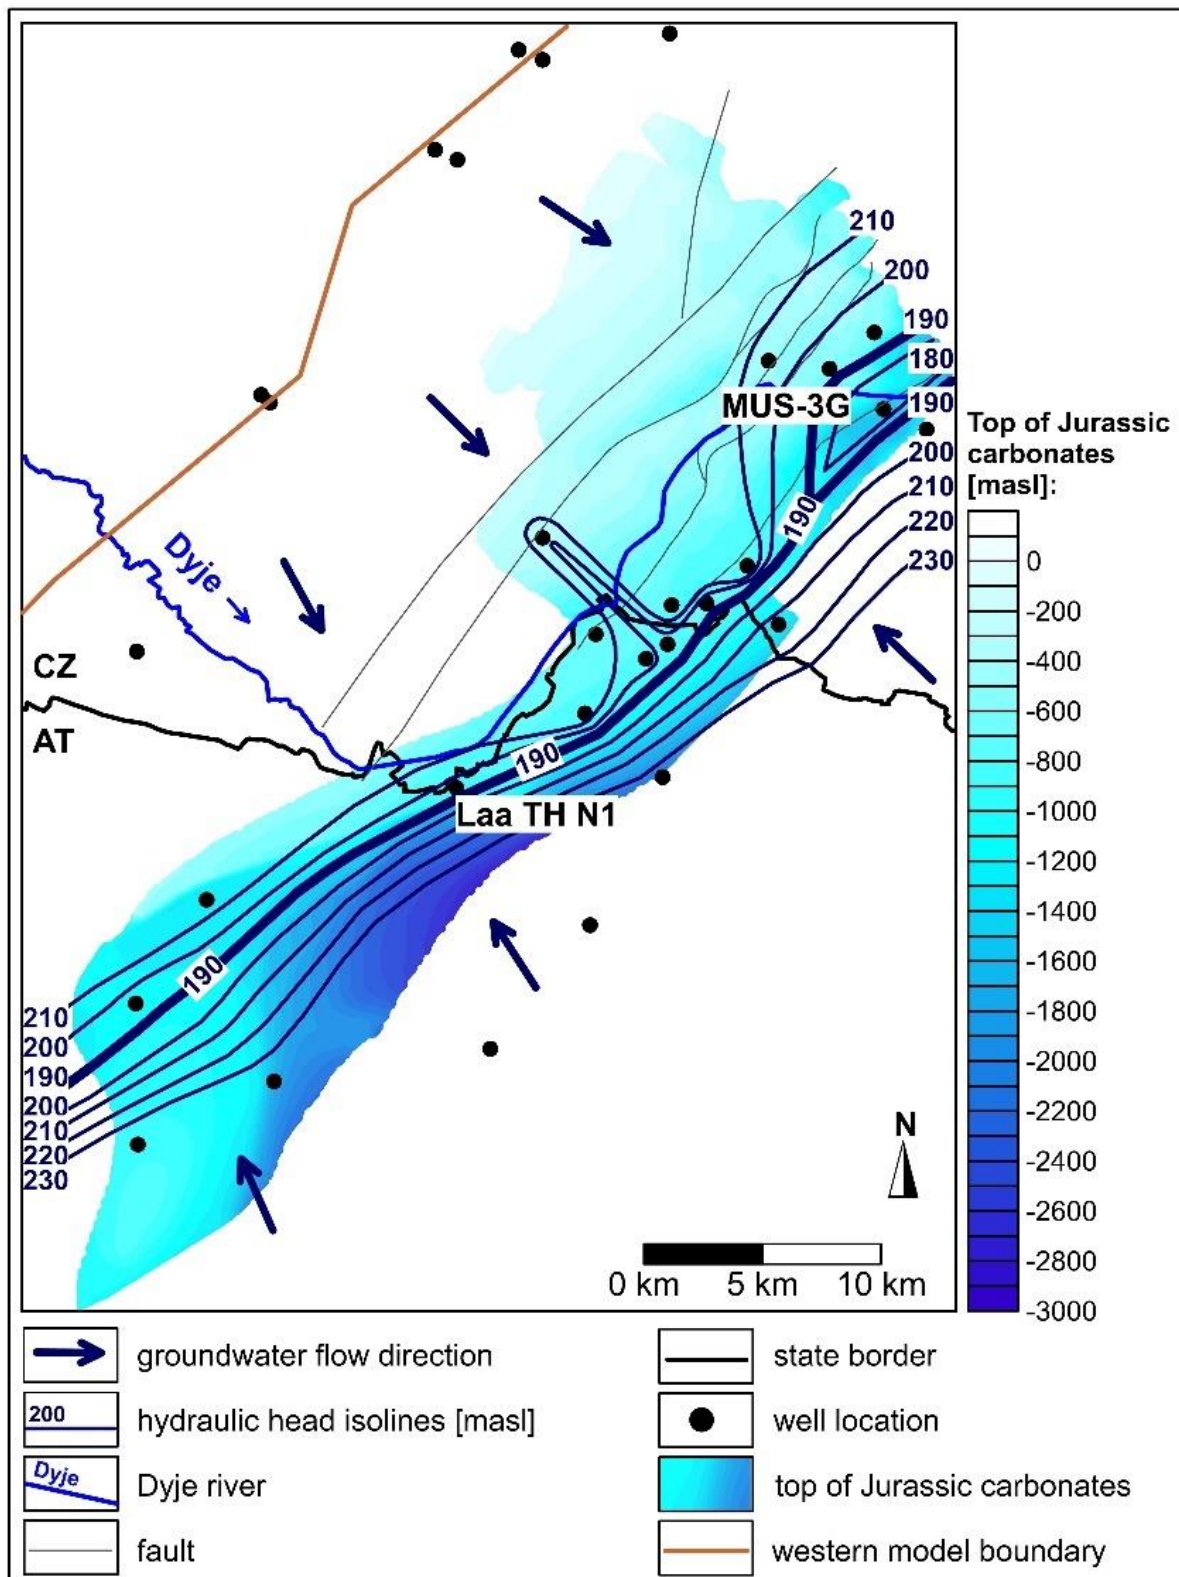 210
200
190
180
190
200
210
220
230
MUS-3G
190
Dyje
CZ
AT
190
Laa TH N1
190
210
200
190
200
210
220
230
N
0 km 5 km 10 km
Top of Jurassic
carbonates
[masl]:
0
-200
-400
-600
-800
-1000
-1200
-1400
-1600
-1800
-2000
-2200
-2400
-2600
-2800
-3000
groundwater flow direction
200
hydraulic head isolines [masl]
Dyje
Dyje river
fault
state border
well location
top of Jurassic carbonates
western model boundary